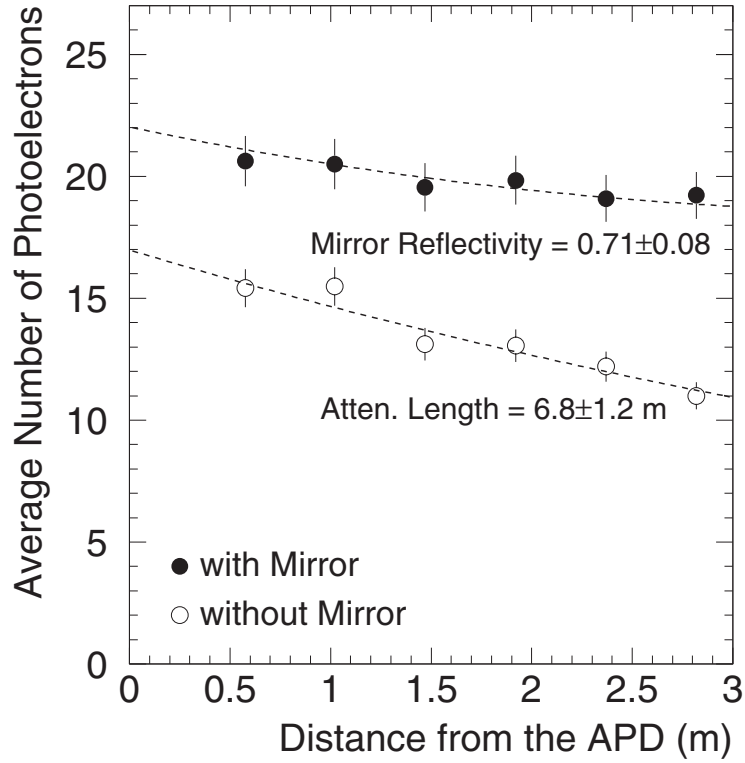 Average Number of Photoelectrons
25
20
15
10
5
0
Mirror Reflectivity = 0.71±0.08
Atten. Length = 6.8±1.2 m
with Mirror
without Mirror
0 0.5 1 1.5 2 2.5 3
Distance from the APD (m)